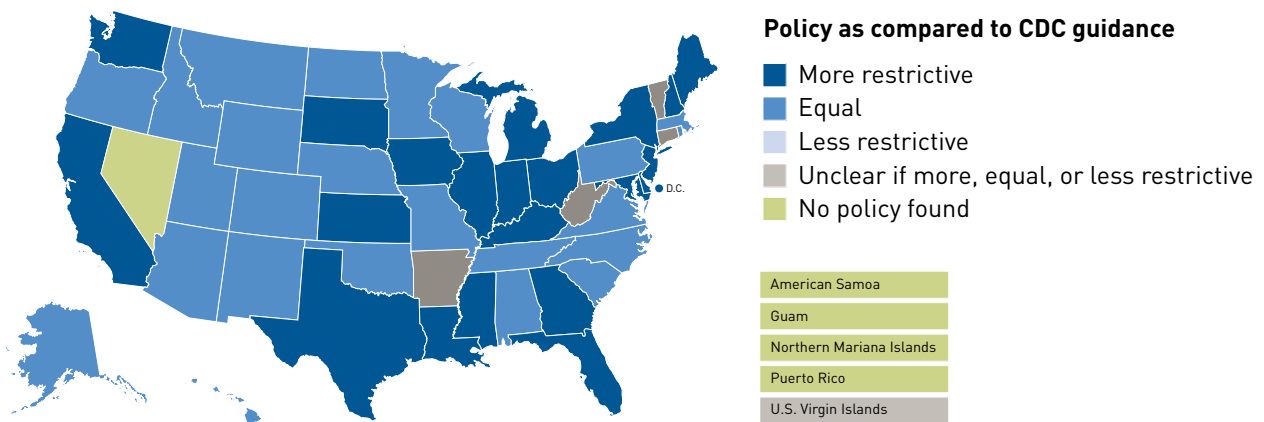 Policy as compared to CDC guidance
More restrictive
Equal
Less restrictive
Unclear if more, equal, or less restrictive
No policy found
D.C.
American Samoa
Guam
Northern Mariana Islands
Puerto Rico
U.S. Virgin Islands